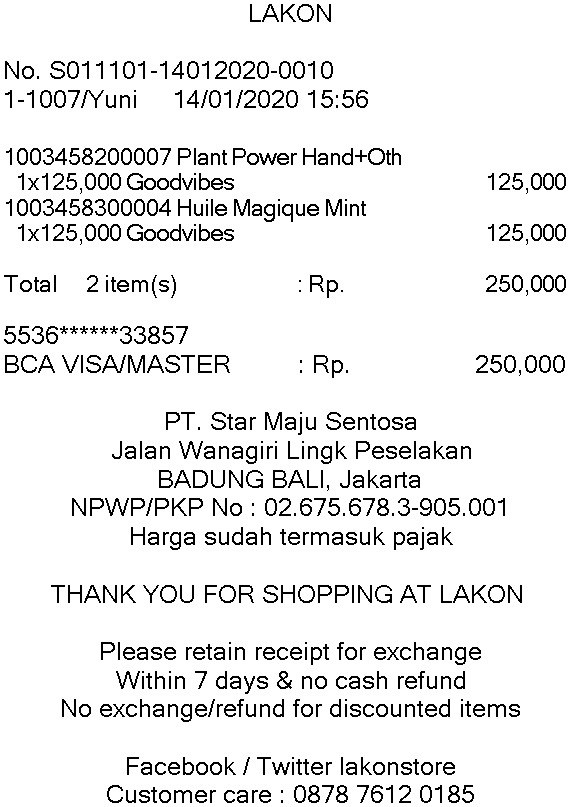 LAKON
No. S011101-14012020-0010
1-1007/Yuni 14/01/2020 15:56
1003458200007 Plant Power Hand+Oth
1x125,000 Goodvibes 125,000
1003458300004 Huile Magique Mint
1x125,000 Goodvibes 125,000
Total 2 item(s) : Rp. 250,000
5536******33857
BCA VISA/MASTER : Rp. 250,000
PT. Star Maju Sentosa
Jalan Wanagiri Lingk Peselakan
BADUNG BALI, Jakarta
NPWP/PKP No : 02.675.678.3-905.001
Harga sudah termasuk pajak
THANK YOU FOR SHOPPING AT LAKON
Please retain receipt for exchange
Within 7 days & no cash refund
No exchange/refund for discounted items
Facebook / Twitter lakonstore
Customer care : 0878 7612 0185